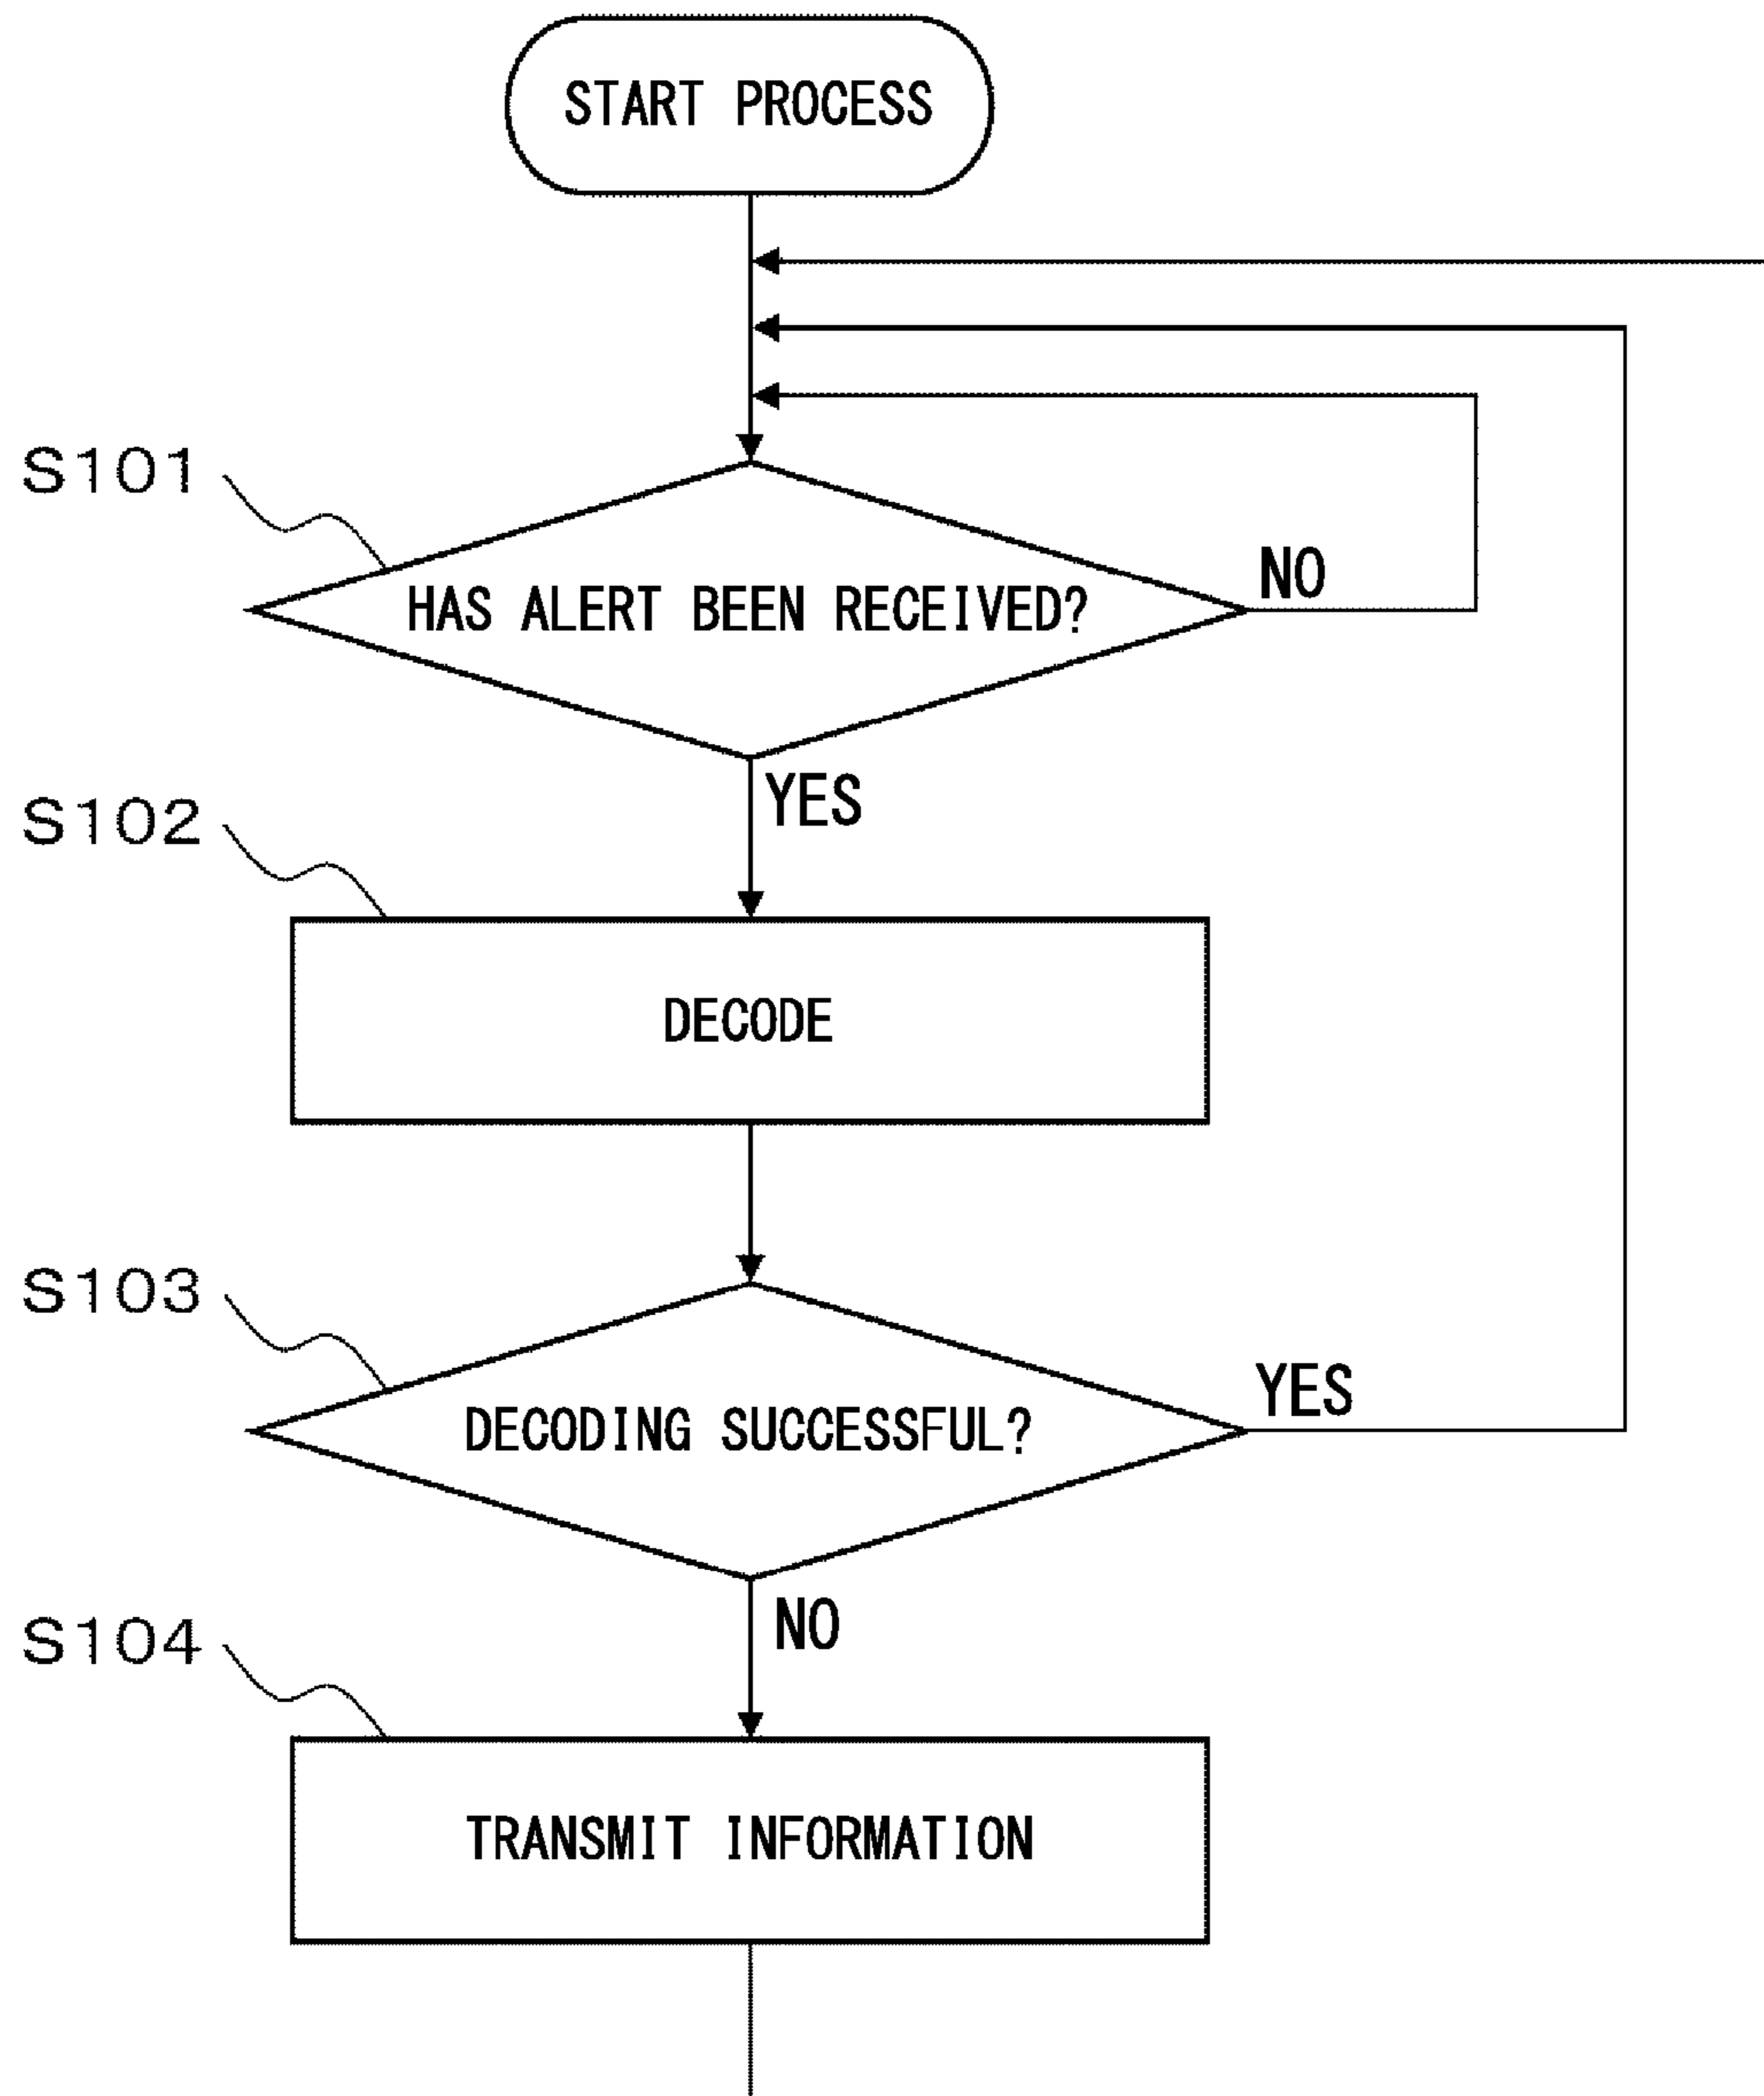 START PROCESS
S101
HAS ALERT BEEN RECEIVED?
NO
YES
S102
DECODE
S103
DECODING SUCCESSFUL?
YES
NO
S104
TRANSMIT INFORMATION